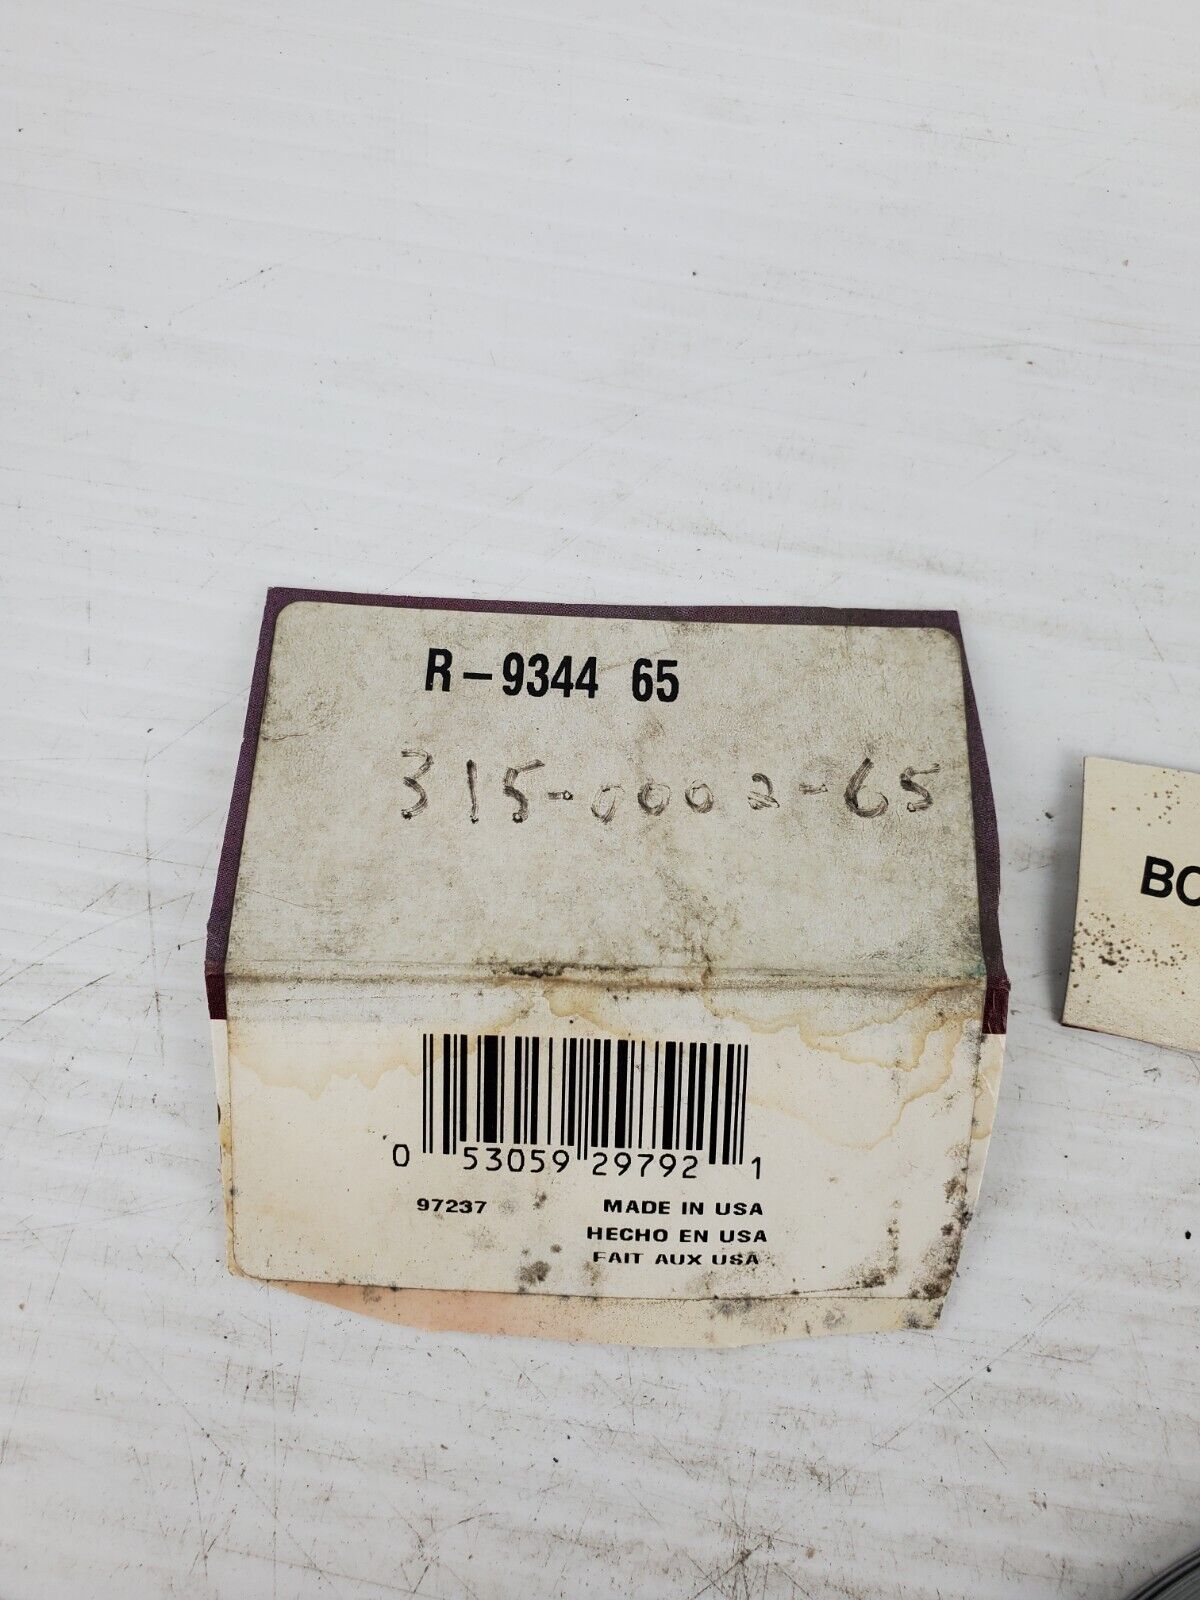 R-9344 65
315-0002-65
BO
0 53059 29792 1
97237
MADE IN USA
HECHO EN USA
FAIT AUX USA